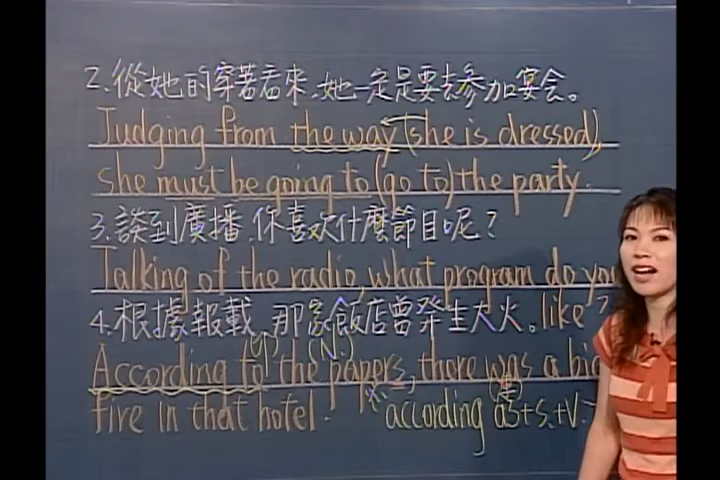 2. 從她的穿著看來,她一定是要去參加宴会。
Judging from the way (she is dressed),
she must be going to (go to) the party.
3. 談到廣播,你喜欢什麼節目呢?
Talking of the radio, what program do you
like?
4. 根據報載,那家飯店曾発生大火。
According to the papers, there was a big
(N.)
fire in that hotel.
according as + S. + V.